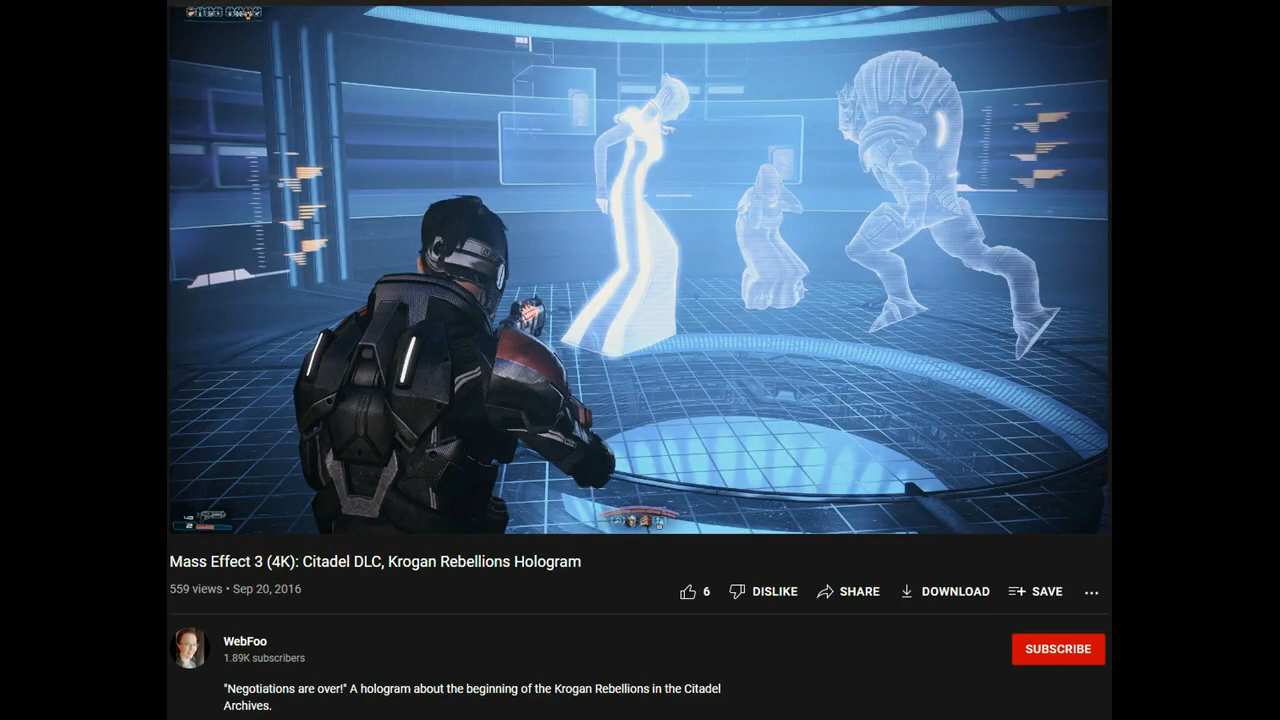 Mass Effect 3 (4K): Citadel DLC, Krogan Rebellions Hologram
559 views • Sep 20, 2016
6 DISLIKE SHARE DOWNLOAD SAVE ...
WebFoo
1.89K subscribers
SUBSCRIBE
"Negotiations are over!" A hologram about the beginning of the Krogan Rebellions in the Citadel
Archives.